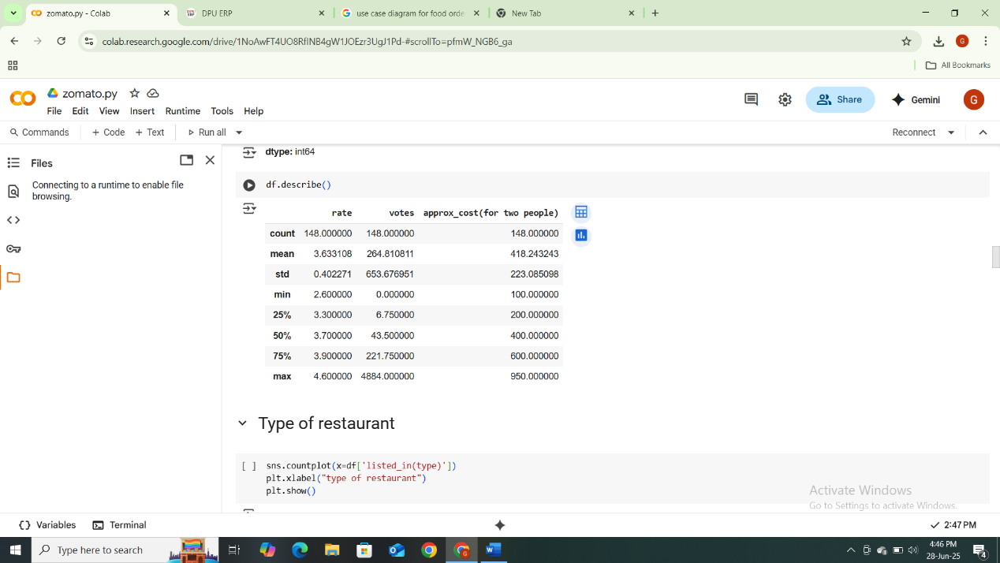 zomato.py - Colab
DPU ERP
use case diagram for food orde
New Tab
colab.research.google.com/drive/1NoAwFT4UO8RfINB4gW1JOEzr3UgJ1Pd-#scrollTo=pfmW_NGB6_ga
G
All Bookmarks
zomato.py
File Edit View Insert Runtime Tools Help
Share
Gemini
G
Commands + Code + Text Run all
Reconnect
Files
Connecting to a runtime to enable file
browsing.
dtype: int64
df.describe()
rate votes approx_cost(for two people)
count 148.000000 148.000000 148.000000
mean 3.633108 264.810811 418.243243
std 0.402271 653.676951 223.085098
min 2.600000 0.000000 100.000000
25% 3.300000 6.750000 200.000000
50% 3.700000 43.500000 400.000000
75% 3.900000 221.750000 600.000000
max 4.600000 4884.000000 950.000000
Type of restaurant
[ ] sns.countplot(x=df['listed_in(type)'])
plt.xlabel("type of restaurant")
plt.show()
Activate Windows
Go to Settings to activate Windows.
{} Variables Terminal
2:47 PM
Type here to search
4:46 PM
28-Jun-25
4